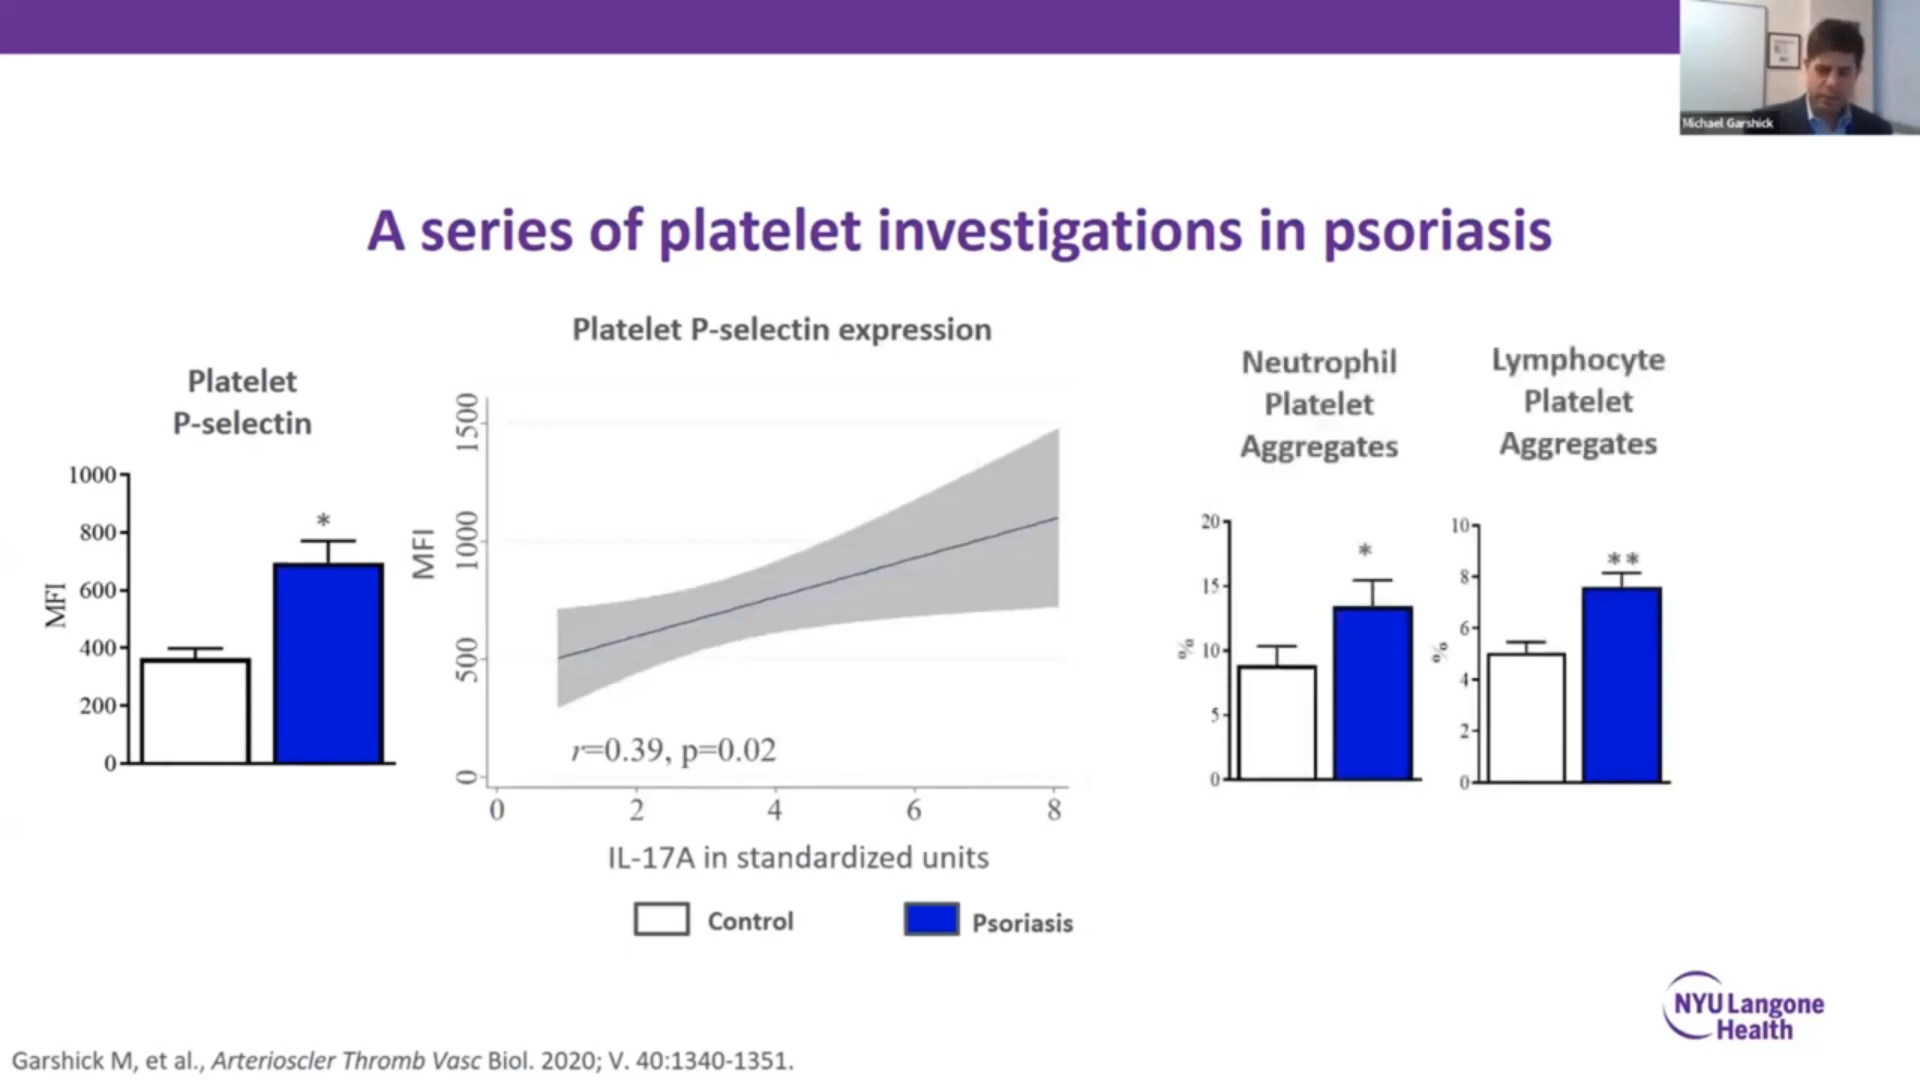 Michael Garshick
A series of platelet investigations in psoriasis
Platelet
P-selectin
1000
800
600
400
200
0
MFI
*
Platelet P-selectin expression
1500
1000
500
0
MFI
r=0.39, p=0.02
0 2 4 6 8
IL-17A in standardized units
Neutrophil
Platelet
Aggregates
20
15
10
5
0
%
*
Lymphocyte
Platelet
Aggregates
10
8
6
4
2
0
%
**
Control Psoriasis
NYU Langone
Health
Garshick M, et al., Arterioscler Thromb Vasc Biol. 2020; V. 40:1340-1351.